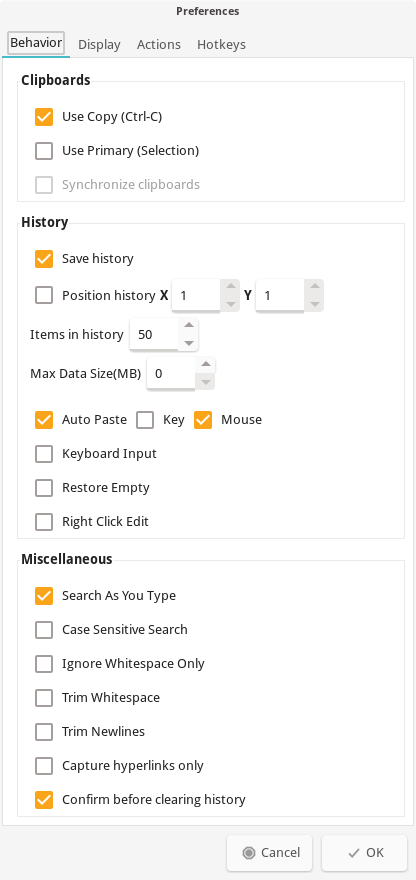 Preferences
Behavior Display Actions Hotkeys
Clipboards
Use Copy (Ctrl-C)
Use Primary (Selection)
Synchronize clipboards
History
Save history
Position history X 1 Y 1
Items in history 50
Max Data Size(MB) 0
Auto Paste Key Mouse
Keyboard Input
Restore Empty
Right Click Edit
Miscellaneous
Search As You Type
Case Sensitive Search
Ignore Whitespace Only
Trim Whitespace
Trim Newlines
Capture hyperlinks only
Confirm before clearing history
Cancel OK